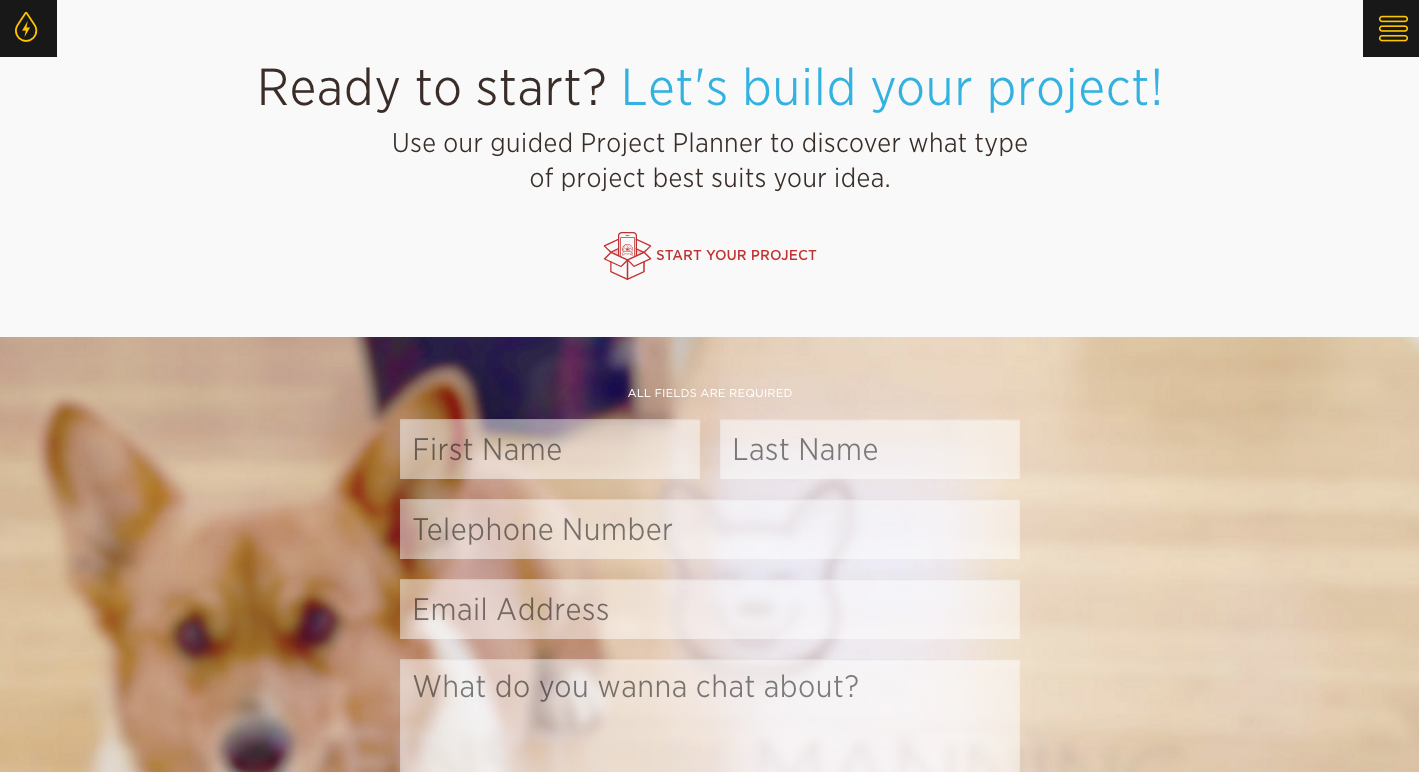 Ready to start? Let's build your project!
Use our guided Project Planner to discover what type
of project best suits your idea.
START YOUR PROJECT
ALL FIELDS ARE REQUIRED
First Name
Last Name
Telephone Number
Email Address
What do you wanna chat about?
MANNING